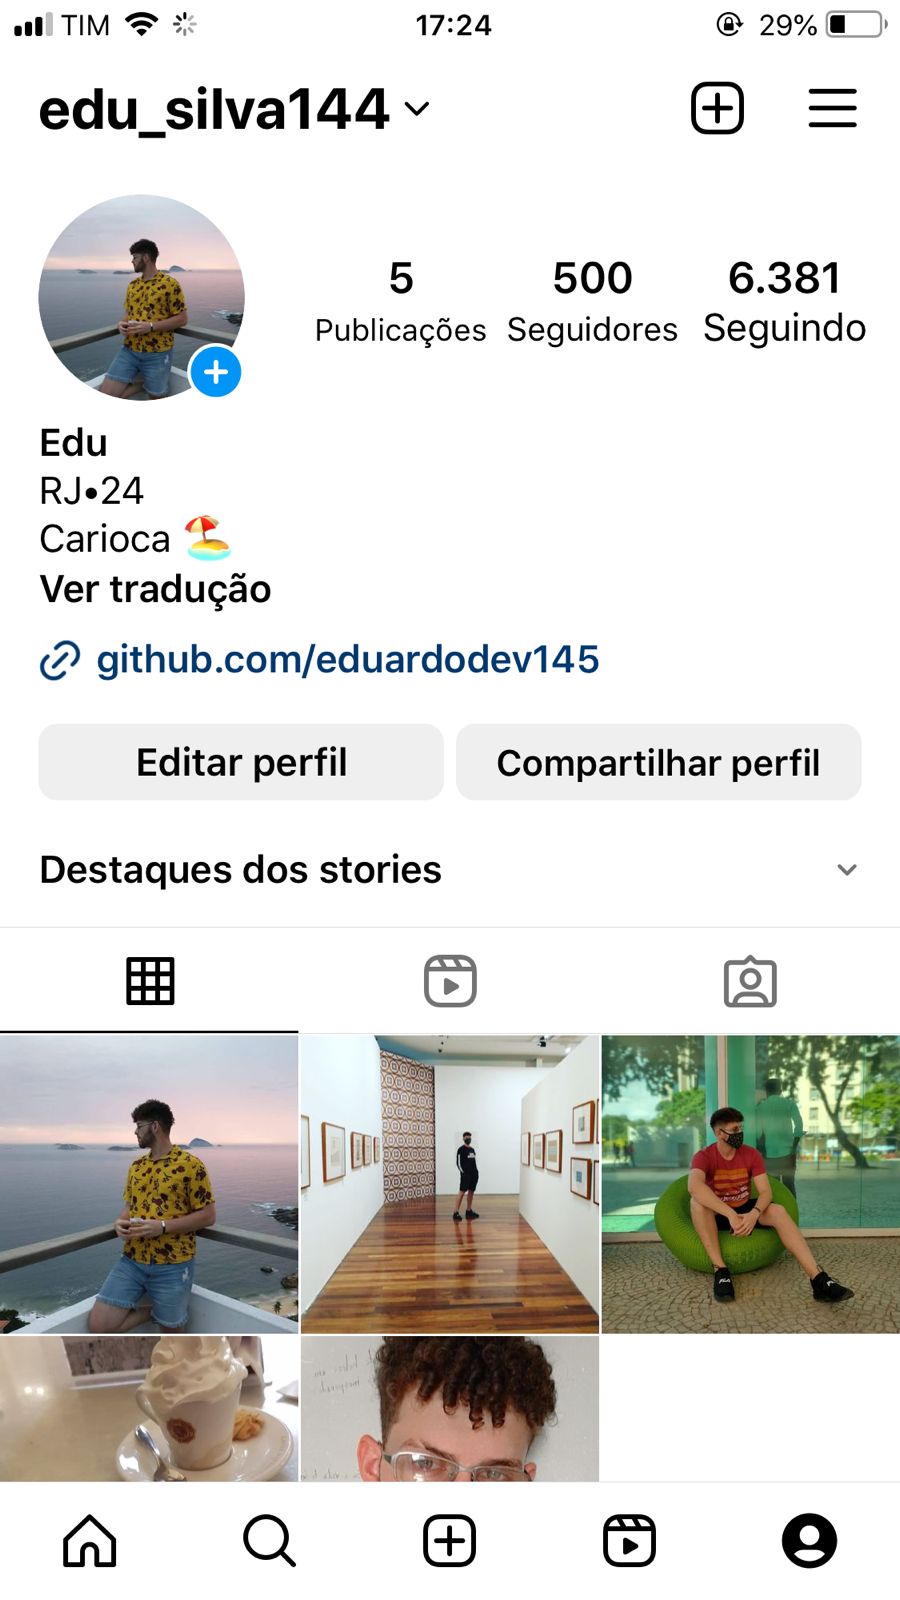 TIM 17:24 29%
edu_silva144
5 500 6.381
Publicações Seguidores Seguindo
Edu
RJ•24
Carioca 🏖️
Ver tradução
github.com/eduardodev145
Editar perfil Compartilhar perfil
Destaques dos stories